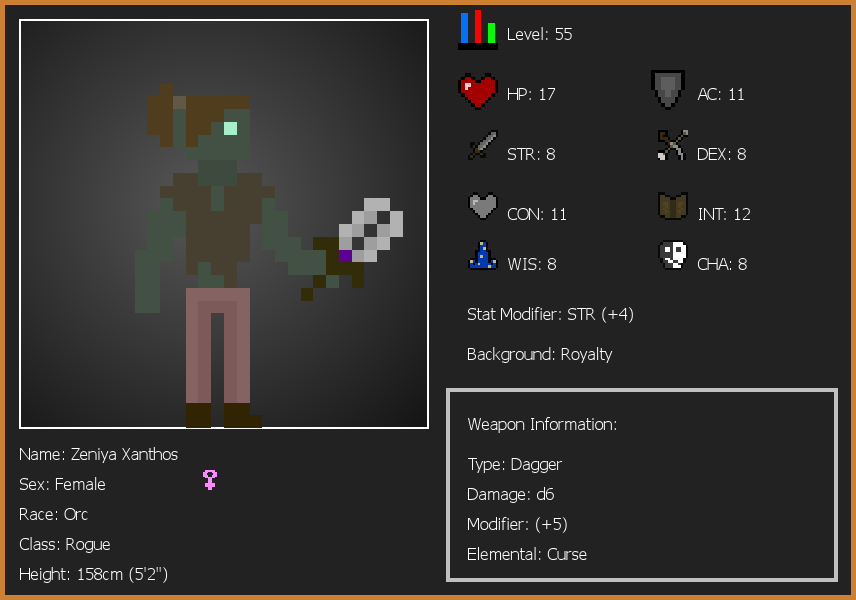 Level: 55
HP: 17
AC: 11
STR: 8
DEX: 8
CON: 11
INT: 12
WIS: 8
CHA: 8
Stat Modifier: STR (+4)
Background: Royalty
Weapon Information:
Type: Dagger
Damage: d6
Modifier: (+5)
Elemental: Curse
Name: Zeniya Xanthos
Sex: Female
Race: Orc
Class: Rogue
Height: 158cm (5'2")